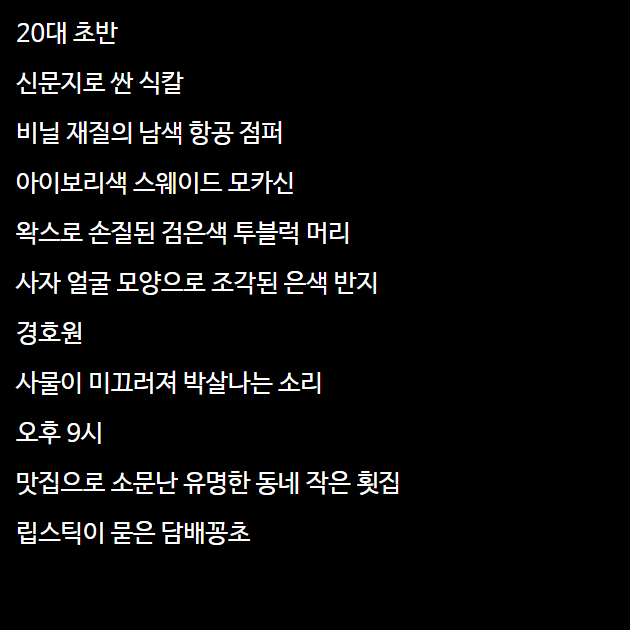 20대 초반
신문지로 싼 식칼
비닐 재질의 남색 항공 점퍼
아이보리색 스웨이드 모카신
왁스로 손질된 검은색 투블럭 머리
사자 얼굴 모양으로 조각된 은색 반지
경호원
사물이 미끄러져 박살나는 소리
오후 9시
맛집으로 소문난 유명한 동네 작은 횟집
립스틱이 묻은 담배꽁초